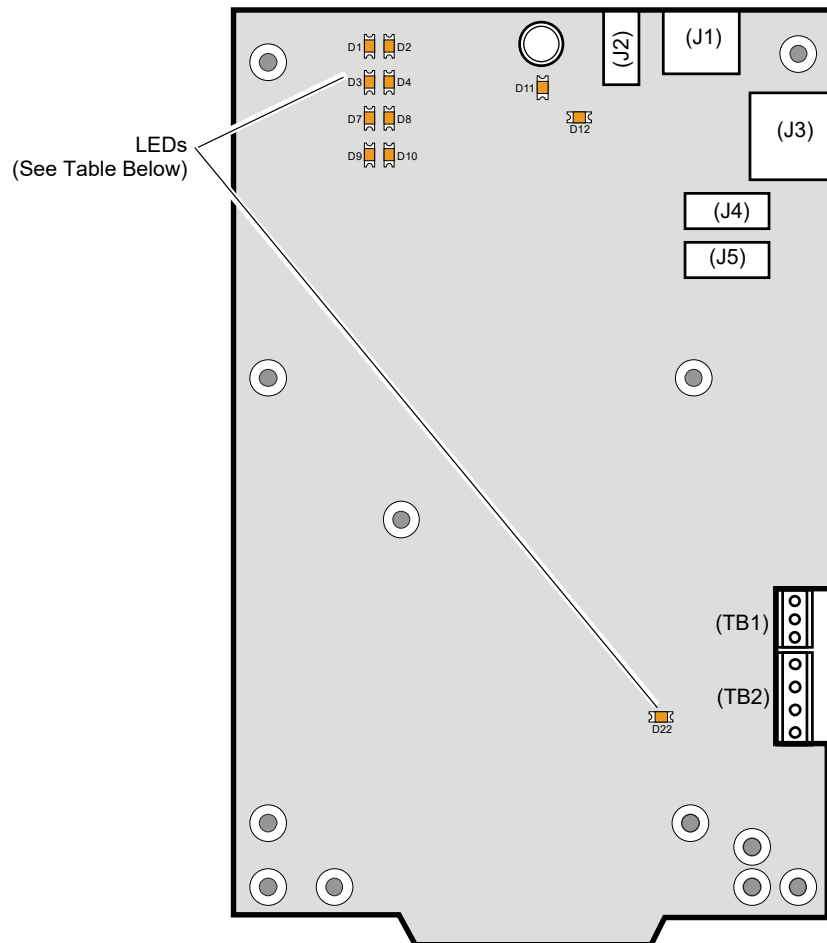 D1 D2
(J2)
(J1)
D3 D4
D11
D7 D8
D12
(J3)
LEDs
(See Table Below)
D9 D10
(J4)
(J5)
(TB1)
(TB2)
D22